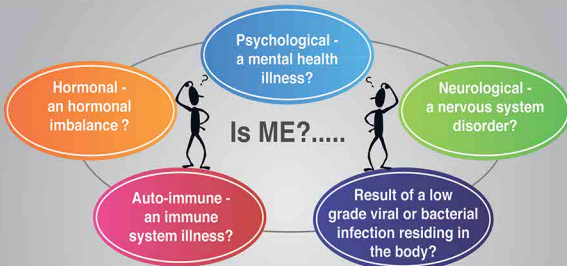 Psychological -
a mental health
illness?
Hormonal -
an hormonal
imbalance ?
?
?
Neurological -
a nervous system
disorder?
Is ME?.....
Auto-immune -
an immune
system illness?
Result of a low
grade viral or bacterial
infection residing in
the body?